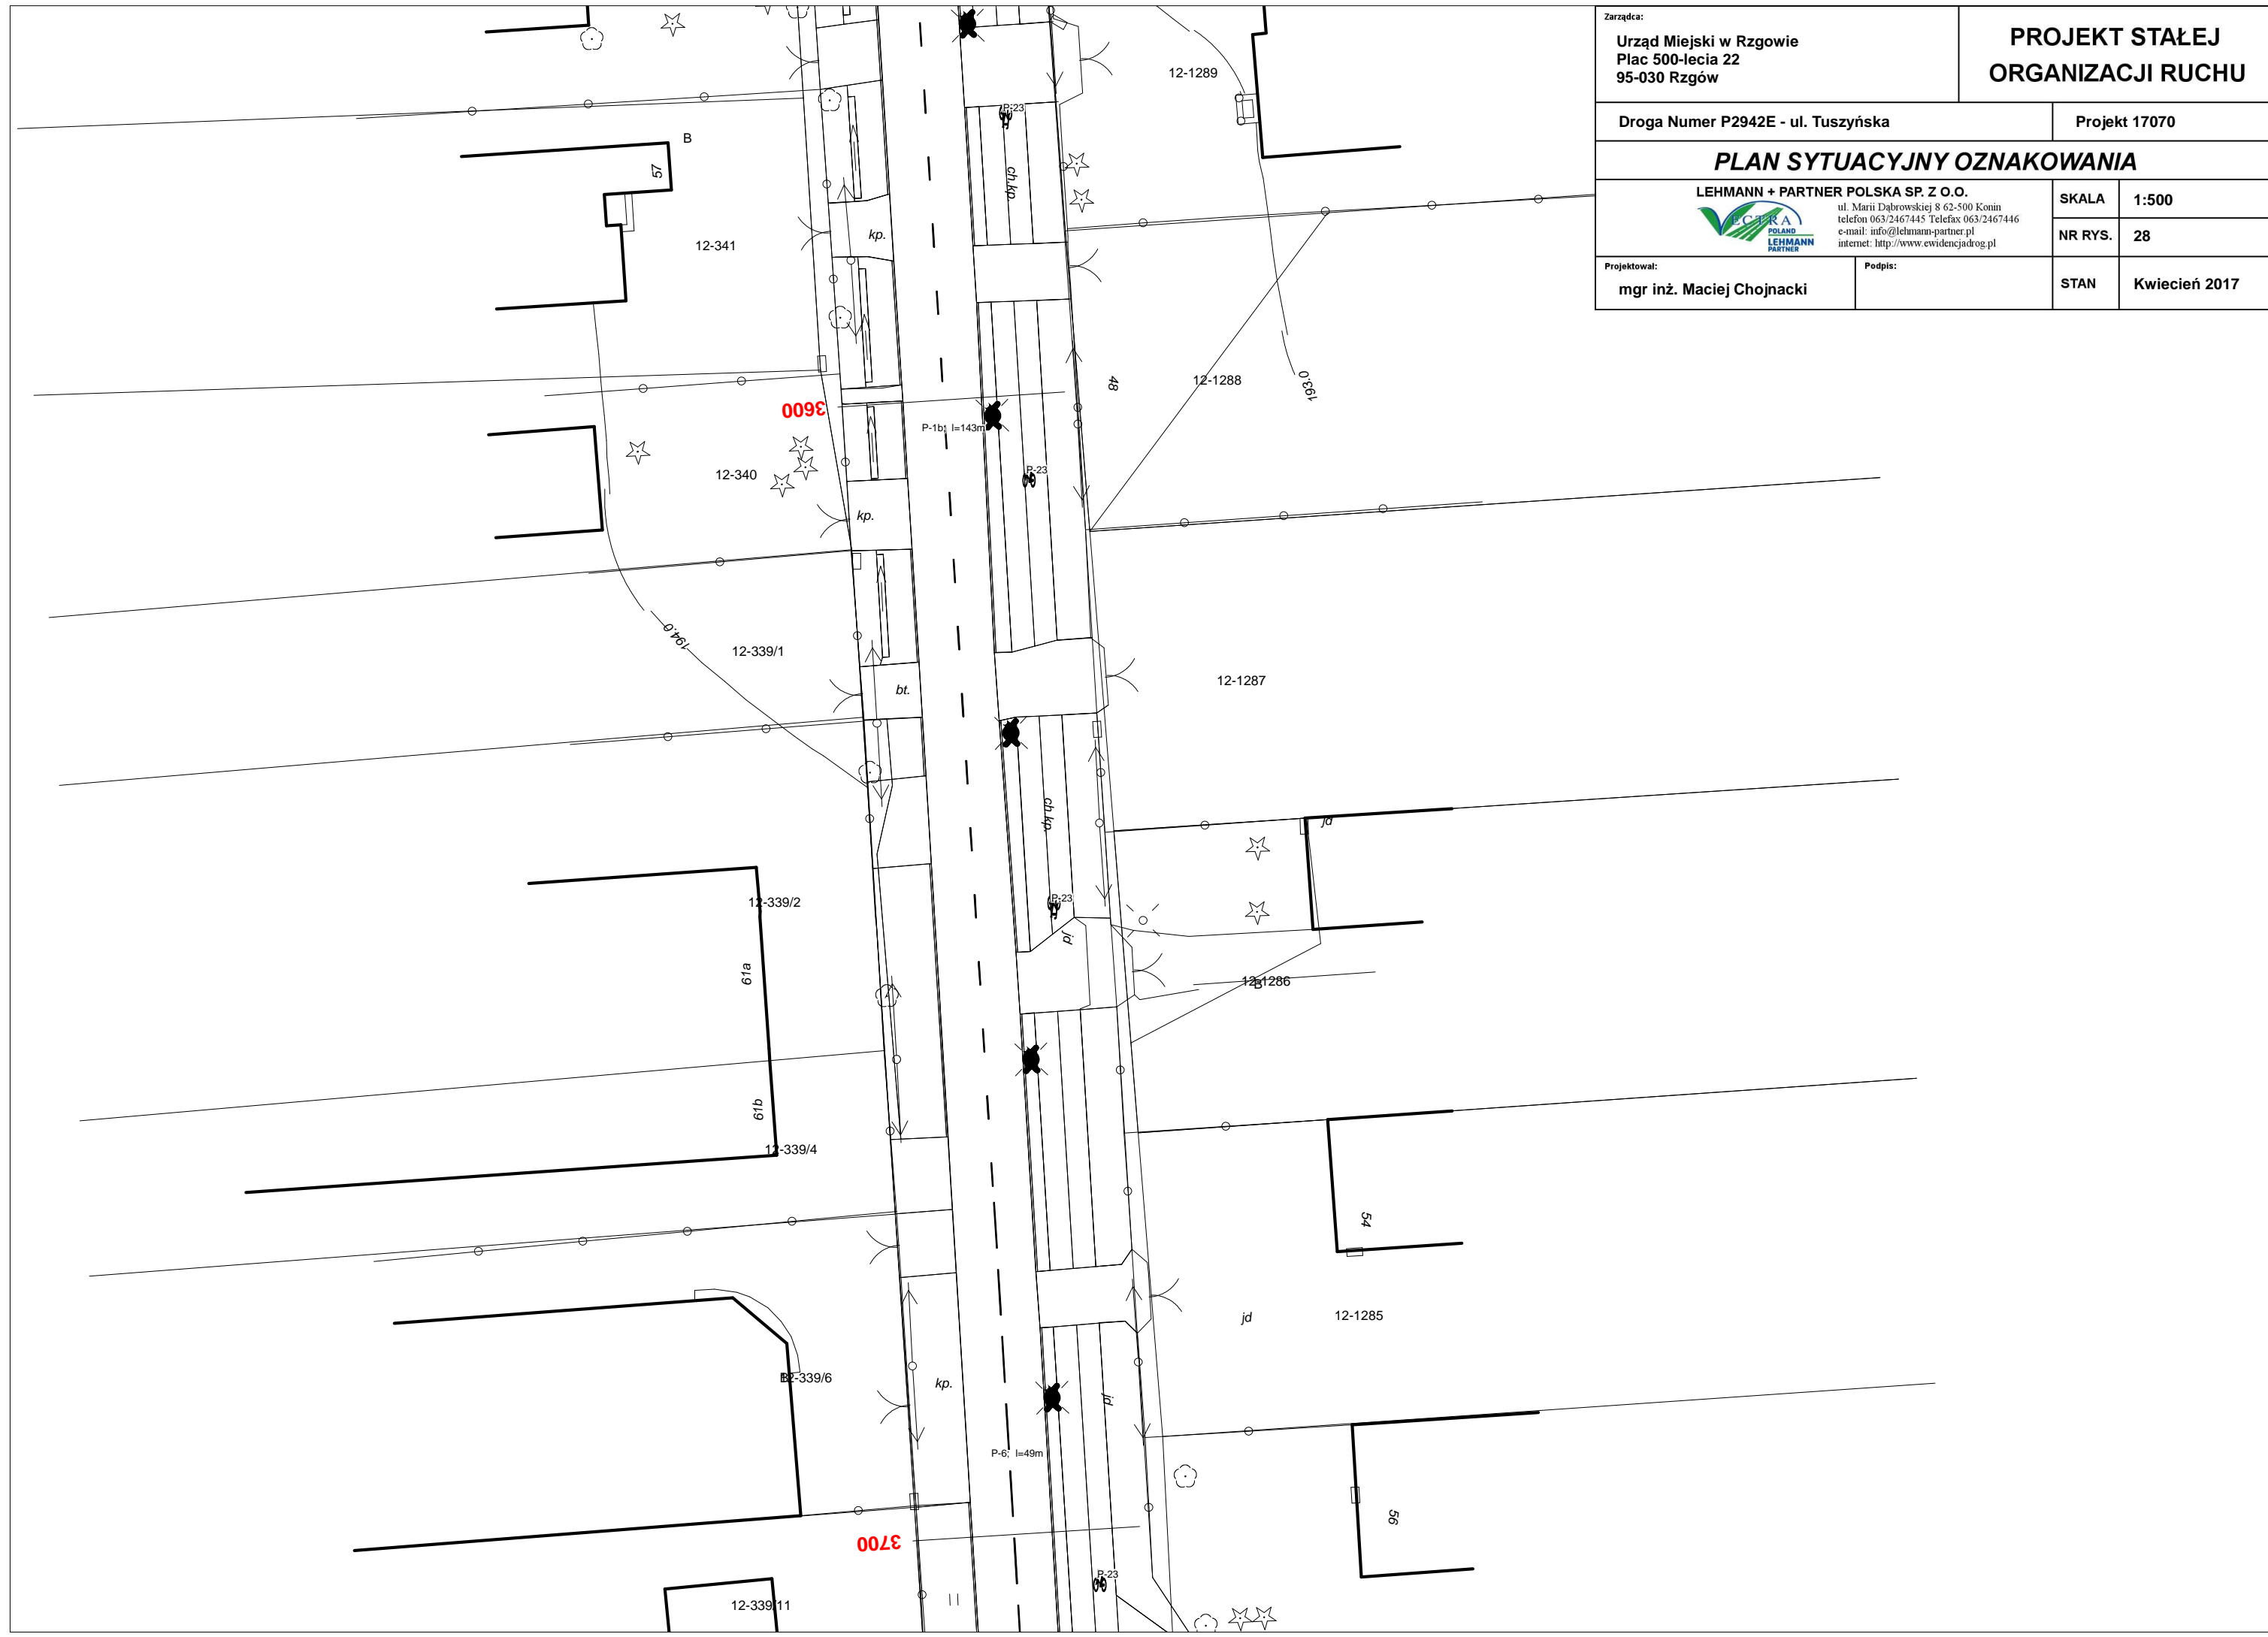 Zarządca:
Urząd Miejski w Rzgowie
Plac 500-lecia 22
95-030 Rzgów
PROJEKT STAŁEJ
ORGANIZACJI RUCHU
Droga Numer P2942E - ul. Tuszyńska
Projekt 17070
PLAN SYTUACYJNY OZNAKOWANIA
LEHMANN + PARTNER POLSKA SP. Z O.O.
VECTRA
POLAND
LEHMANN
PARTNER
ul. Marii Dąbrowskiej 8 62-500 Konin
telefon 063/2467445 Telefax 063/2467446
e-mail: info@lehmann-partner.pl
internet: http://www.ewidencjadrog.pl
SKALA 1:500
NR RYS. 28
Projektował:
mgr inż. Maciej Chojnacki
Podpis:
STAN Kwiecień 2017
12-1289
P-23
B
57
ch.kp.
kp.
12-341
48
12-1288
193.0
3600
P-1b; l=143m
P-23
12-340
kp.
194.0
12-339/1
12-1287
bt.
ch.kp.
jd
12-339/2
P-23
jd
61a
12-1286
B
61b
12-339/4
54
jd
12-1285
B
12-339/6
kp.
jd
P-6; l=49m
56
3700
P-23
12-339/11